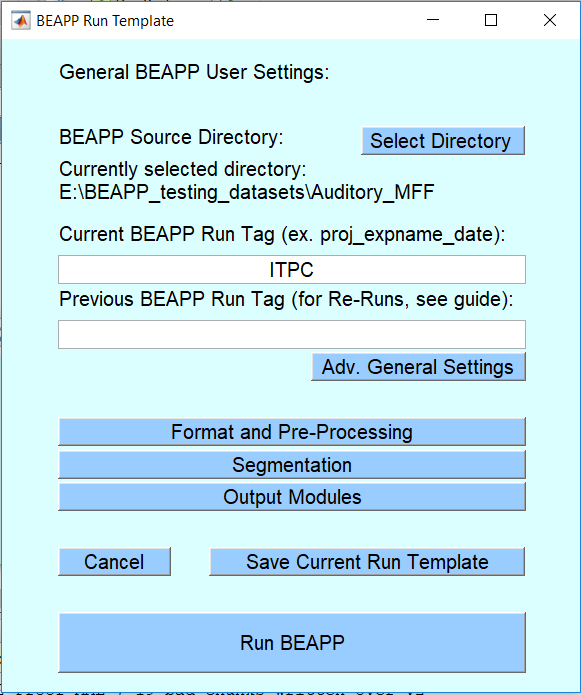 BEAPP Run Template
General BEAPP User Settings:
BEAPP Source Directory:
Select Directory
Currently selected directory:
E:\BEAPP_testing_datasets\Auditory_MFF
Current BEAPP Run Tag (ex. proj_expname_date):
ITPC
Previous BEAPP Run Tag (for Re-Runs, see guide):
Adv. General Settings
Format and Pre-Processing
Segmentation
Output Modules
Cancel
Save Current Run Template
Run BEAPP